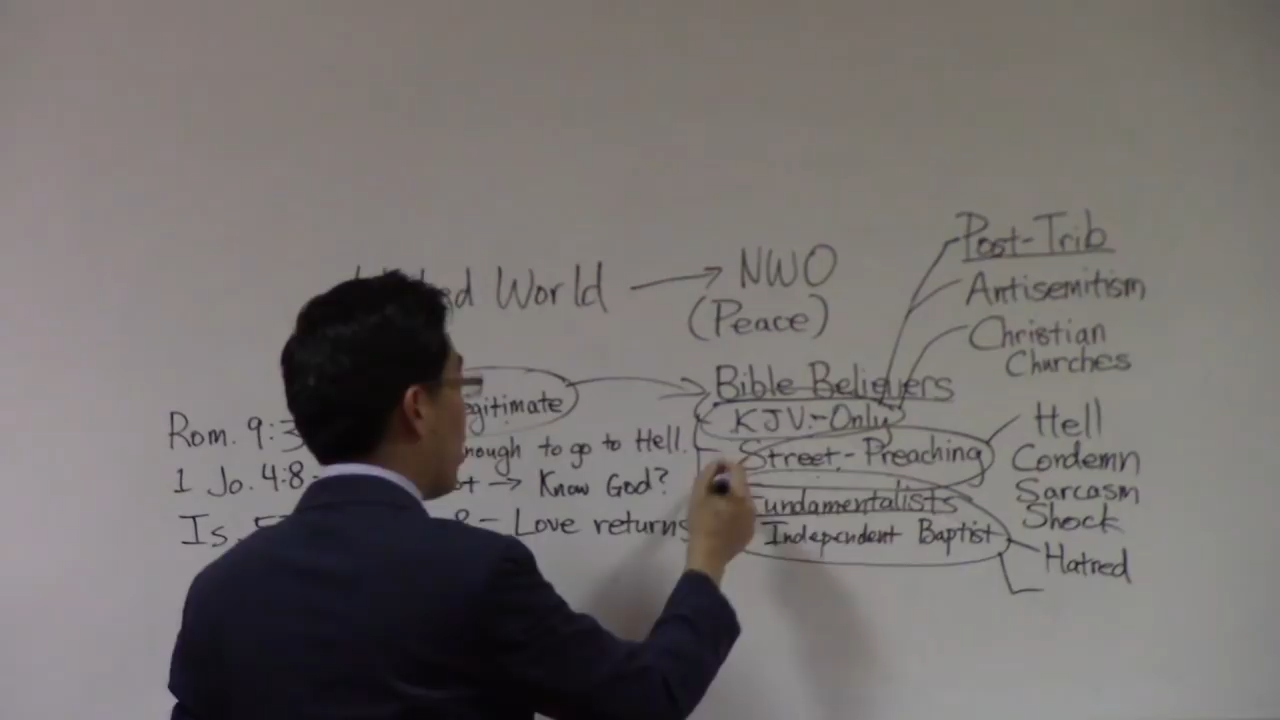 World → NWO
(Peace)
Post-Trib
Antisemitism
Christian
Churches
Bible Believers
KJV-Only
Street-Preaching
Fundamentalists
Independent Baptist
Hell
Condemn
Sarcasm
Shock
Hatred
egitimate
Rom. 9:3
nough to go to Hell.
1 Jo. 4:8-
→ Know God?
Is. 57
8- Love returns